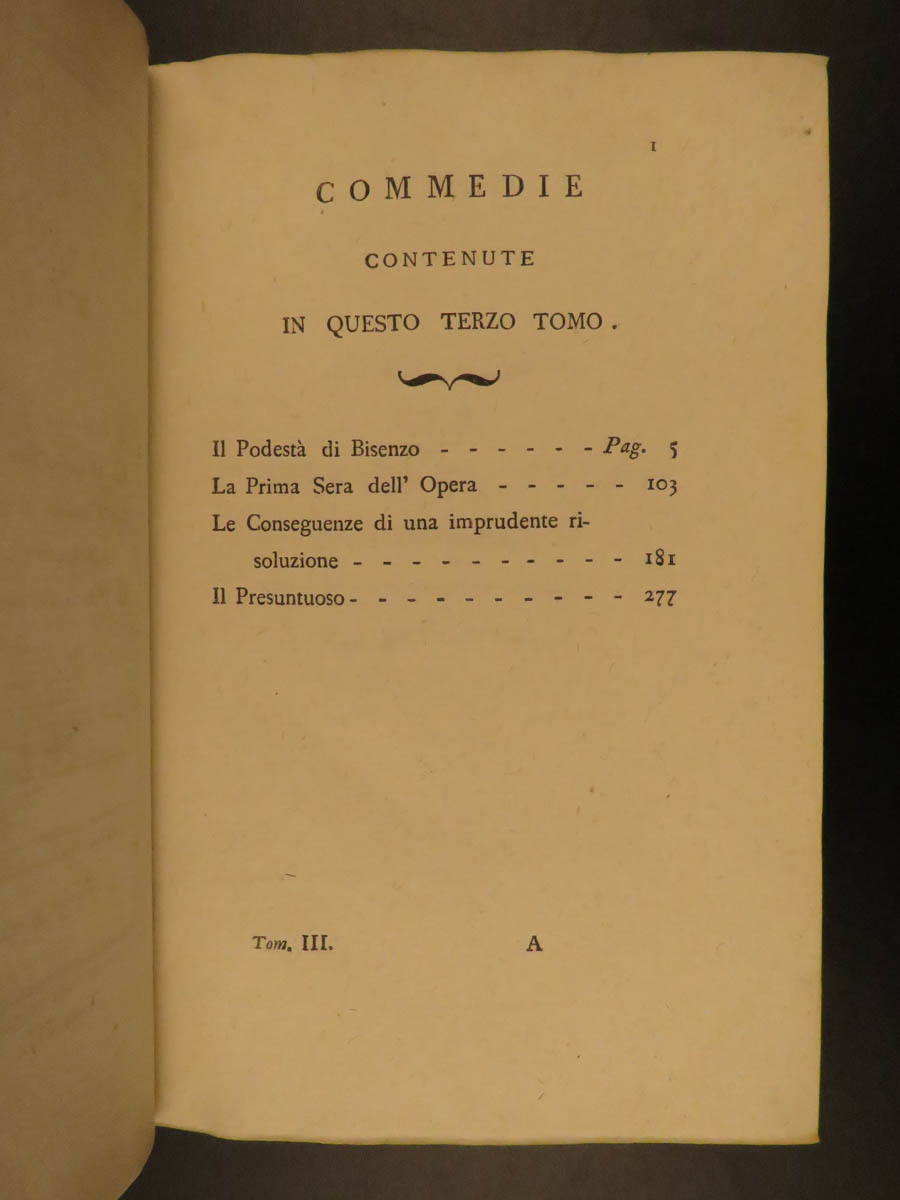 1
COMMEDIE
CONTENUTE
IN QUESTO TERZO TOMO.
Il Podestà di Bisenzo - - - - - - Pag. 5
La Prima Sera dell' Opera - - - - - 103
Le Conseguenze di una imprudente ri-
soluzione - - - - - - - - - - 181
Il Presuntuoso - - - - - - - - - - 277
Tom. III. A